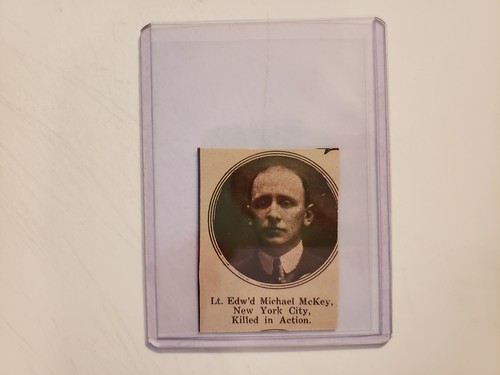 Lt. Edw'd Michael McKey,
New York City,
Killed in Action.